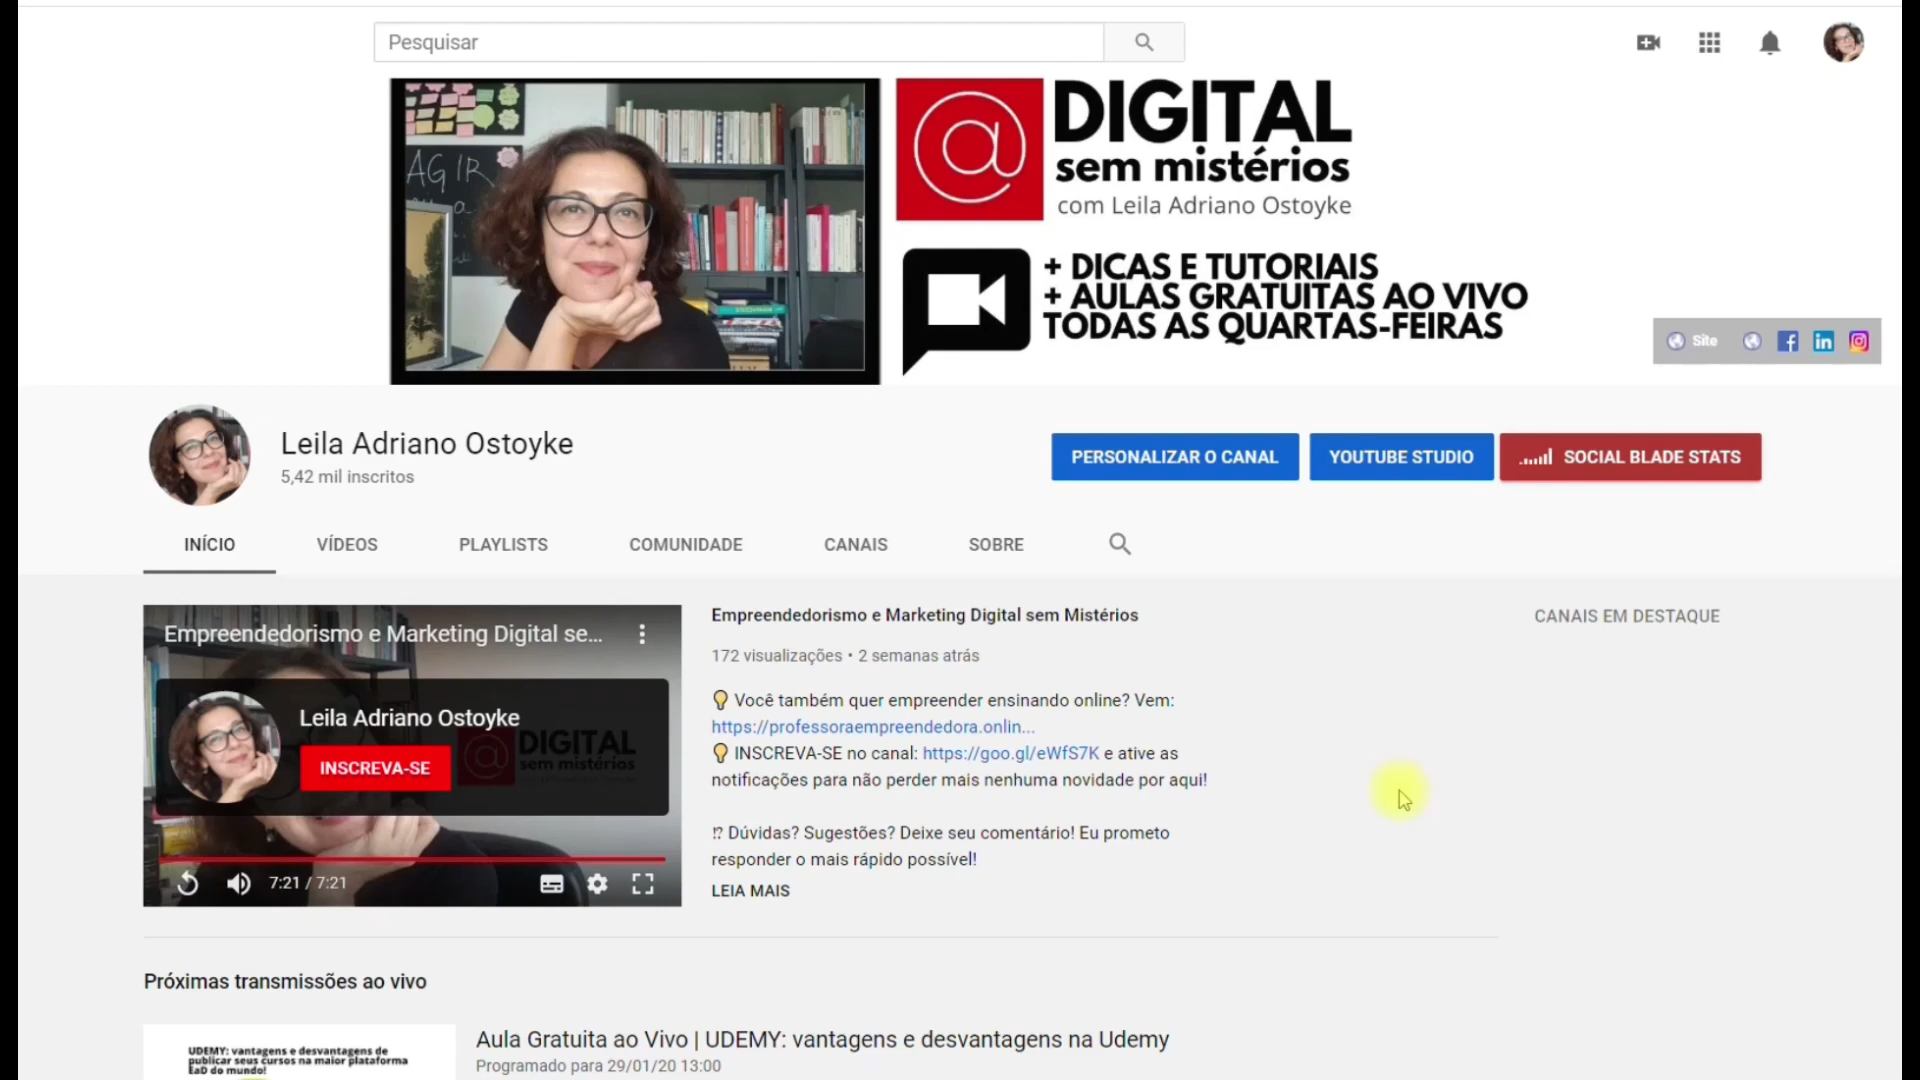 Pesquisar
AGIR
DIGITAL
sem mistérios
com Leila Adriano Ostoyke
+ DICAS E TUTORIAIS
+ AULAS GRATUITAS AO VIVO
TODAS AS QUARTAS-FEIRAS
Site
Leila Adriano Ostoyke
5,42 mil inscritos
PERSONALIZAR O CANAL
YOUTUBE STUDIO
SOCIAL BLADE STATS
INÍCIO
VÍDEOS
PLAYLISTS
COMUNIDADE
CANAIS
SOBRE
Empreendedorismo e Marketing Digital se...
Leila Adriano Ostoyke
INSCREVA-SE
DIGITAL
sem mistérios
7:21 / 7:21
Empreendedorismo e Marketing Digital sem Mistérios
172 visualizações • 2 semanas atrás
💡 Você também quer empreender ensinando online? Vem:
https://professoraempreendedora.onlin...
💡 INSCREVA-SE no canal: https://goo.gl/eWfS7K e ative as
notificações para não perder mais nenhuma novidade por aqui!
⁉ Dúvidas? Sugestões? Deixe seu comentário! Eu prometo
responder o mais rápido possível!
LEIA MAIS
CANAIS EM DESTAQUE
Próximas transmissões ao vivo
UDEMY: vantagens e desvantagens de
publicar seus cursos na maior plataforma
EaD do mundo!
Aula Gratuita ao Vivo | UDEMY: vantagens e desvantagens na Udemy
Programado para 29/01/20 13:00